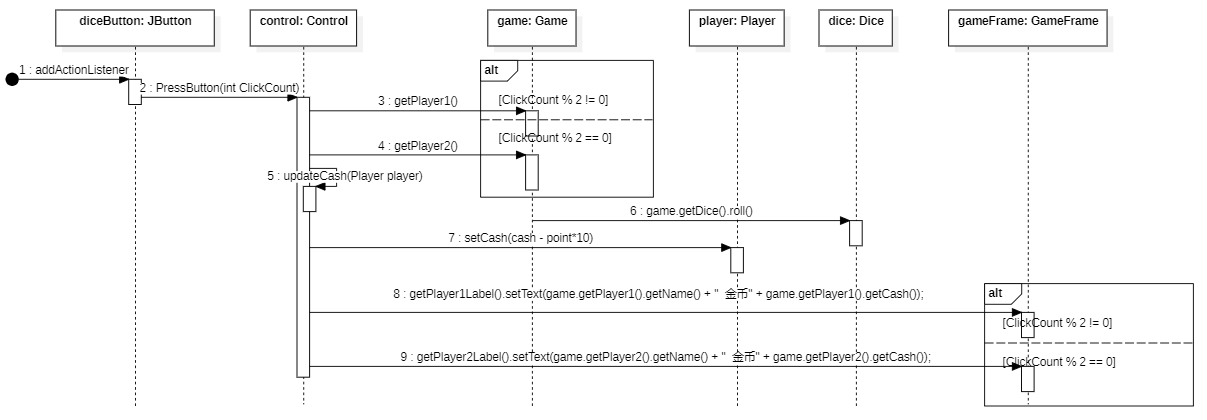 diceButton: JButton
control: Control
game: Game
player: Player
dice: Dice
gameFrame: GameFrame
1 : addActionListener
alt
2 : PressButton(int ClickCount)
3 : getPlayer1()
[ClickCount % 2 != 0]
[ClickCount % 2 == 0]
4 : getPlayer2()
5 : updateCash(Player player)
6 : game.getDice().roll()
7 : setCash(cash - point*10)
8 : getPlayer1Label().setText(game.getPlayer1().getName() + "  金币" + game.getPlayer1().getCash());
alt
[ClickCount % 2 != 0]
9 : getPlayer2Label().setText(game.getPlayer2().getName() + "  金币" + game.getPlayer2().getCash());
[ClickCount % 2 == 0]